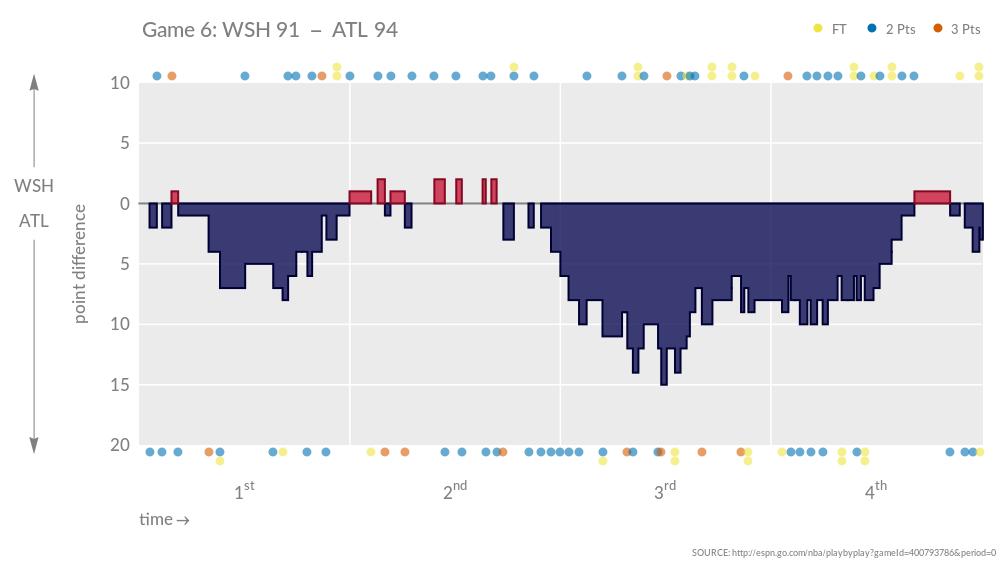 Game 6: WSH 91 – ATL 94
FT 2 Pts 3 Pts
10
5
WSH
0
ATL
5
point difference
10
15
20
1st 2nd 3rd 4th
time→
SOURCE: http://espn.go.com/nba/playbyplay?gameId=400793786&period=0